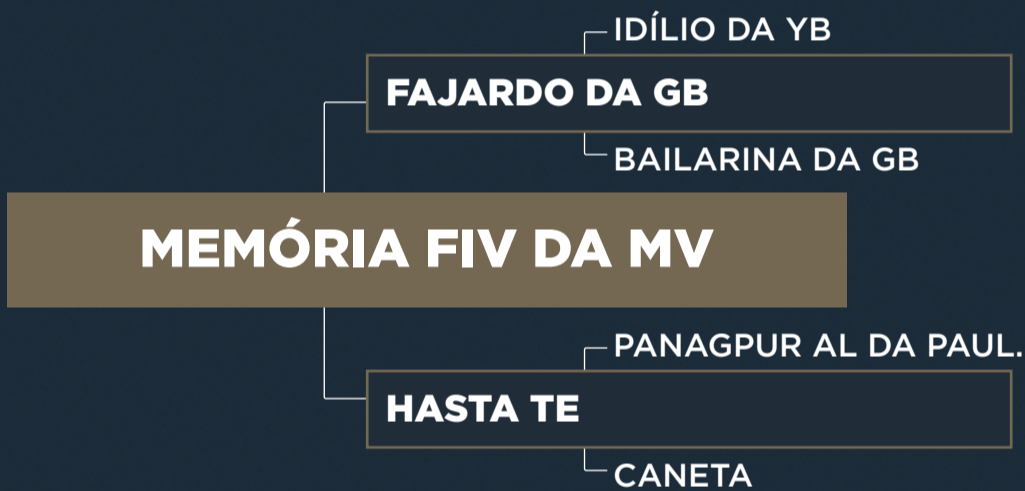 IDÍLIO DA YB
FAJARDO DA GB
BAILARINA DA GB
MEMÓRIA FIV DA MV
PANAGPUR AL DA PAUL.
HASTA TE
CANETA